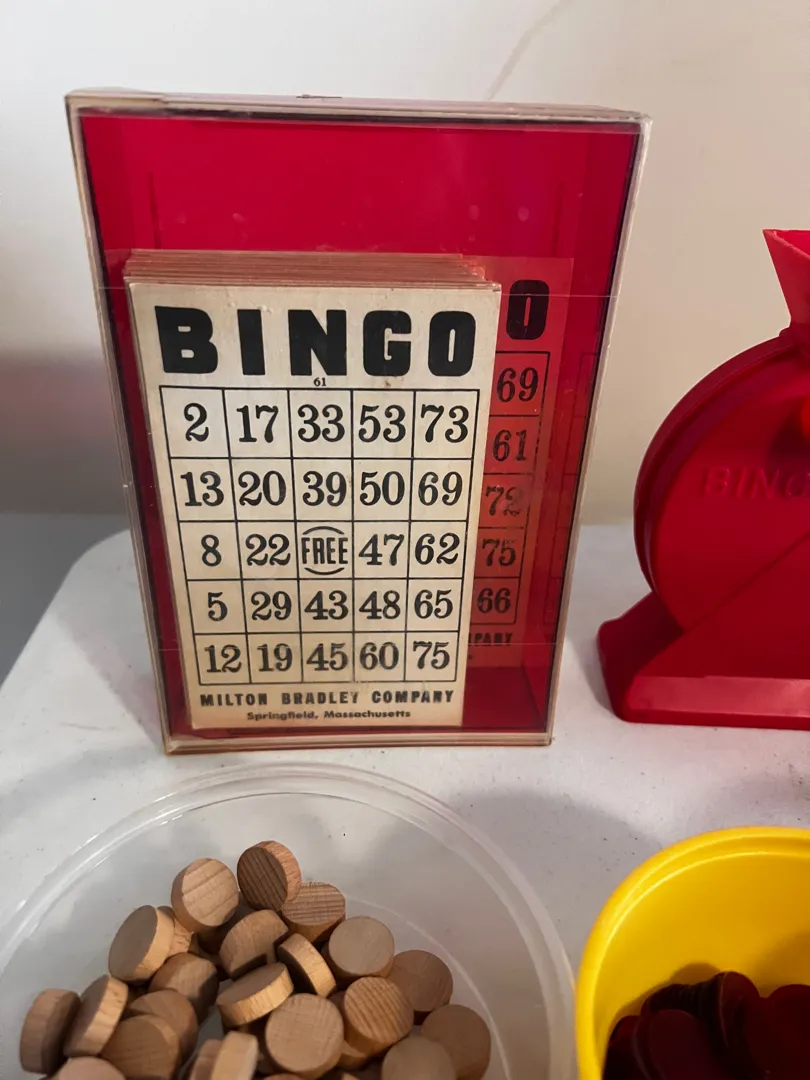 BINGO
61
2 17 33 53 73
13 20 39 50 69
8 22 FREE 47 62
5 29 43 48 65
12 19 45 60 75
MILTON BRADLEY COMPANY
Springfield, Massachusetts
O
69
61
72
75
66
PANY
BINGO